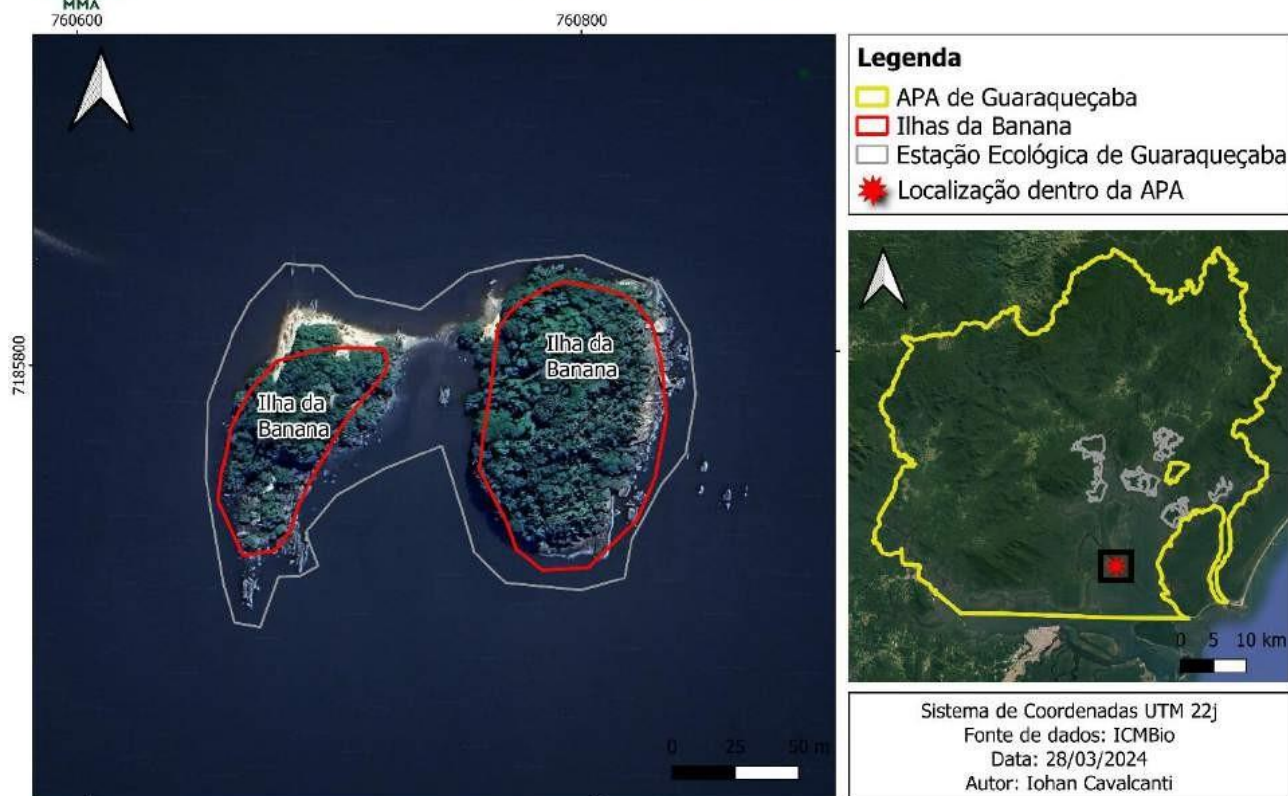 MMA
760600
760800
7185800
Ilha da
Banana
Ilha da
Banana
0 25 50 m
Legenda
APA de Guaraqueçaba
Ilhas da Banana
Estação Ecológica de Guaraqueçaba
Localização dentro da APA
0 5 10 km
Sistema de Coordenadas UTM 22j
Fonte de dados: ICMBio
Data: 28/03/2024
Autor: Iohan Cavalcanti